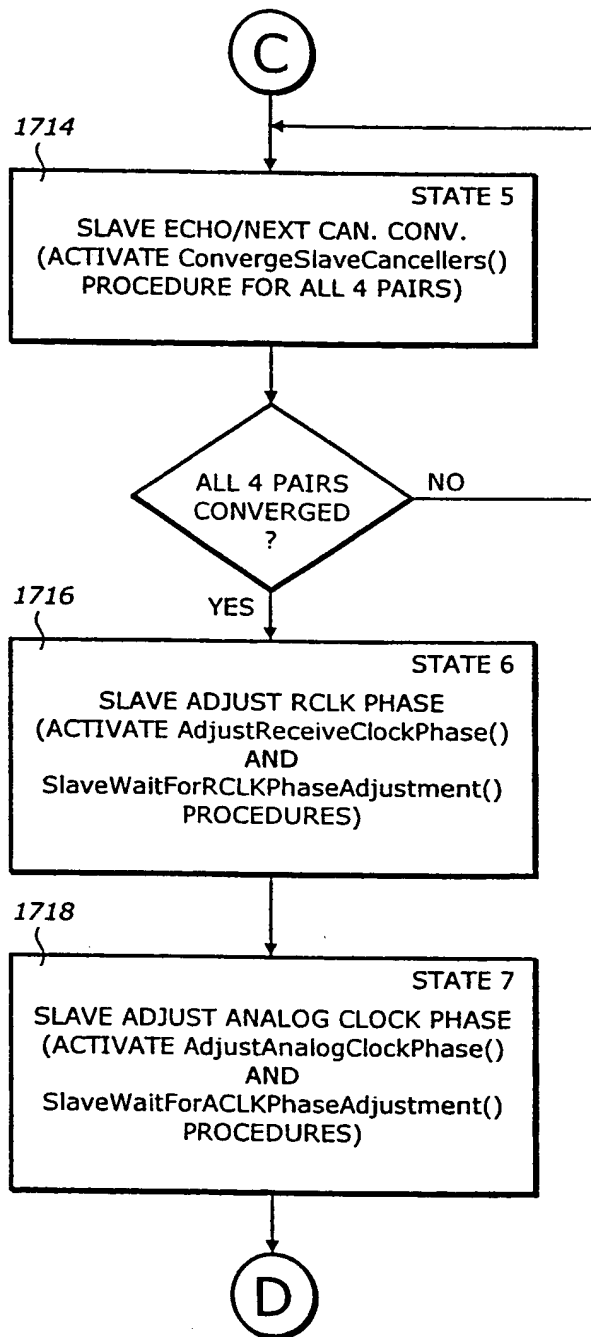 C
1714
STATE 5
SLAVE ECHO/NEXT CAN. CONV.
(ACTIVATE ConvergeSlaveCancellers()
PROCEDURE FOR ALL 4 PAIRS)
ALL 4 PAIRS
CONVERGED
?
NO
YES
1716
STATE 6
SLAVE ADJUST RCLK PHASE
(ACTIVATE AdjustReceiveClockPhase()
AND
SlaveWaitForRCLKPhaseAdjustment()
PROCEDURES)
1718
STATE 7
SLAVE ADJUST ANALOG CLOCK PHASE
(ACTIVATE AdjustAnalogClockPhase()
AND
SlaveWaitForACLKPhaseAdjustment()
PROCEDURES)
D